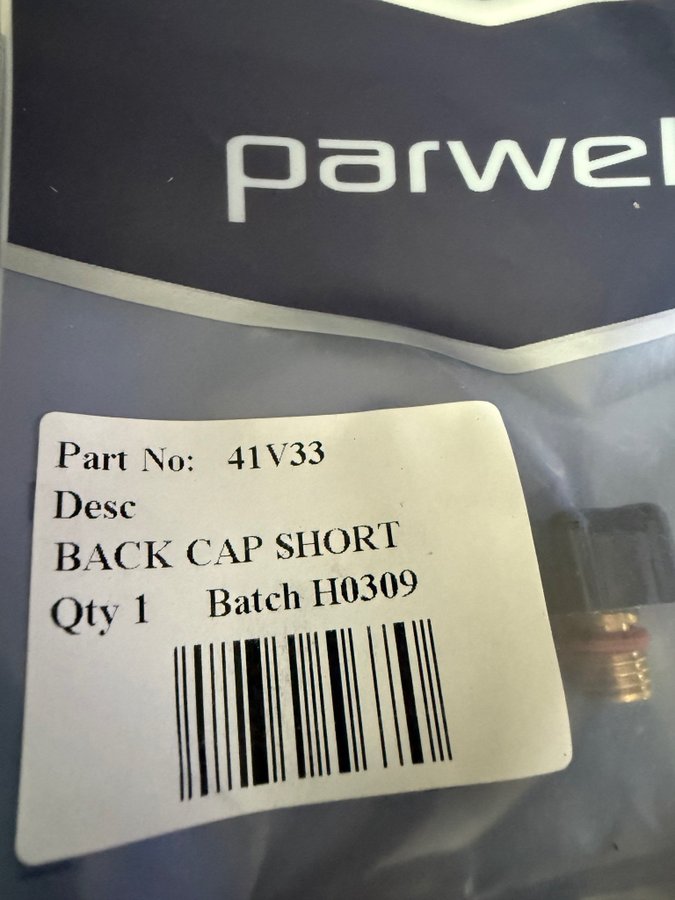 parwel
Part No: 41V33
Desc
BACK CAP SHORT
Qty 1 Batch H0309